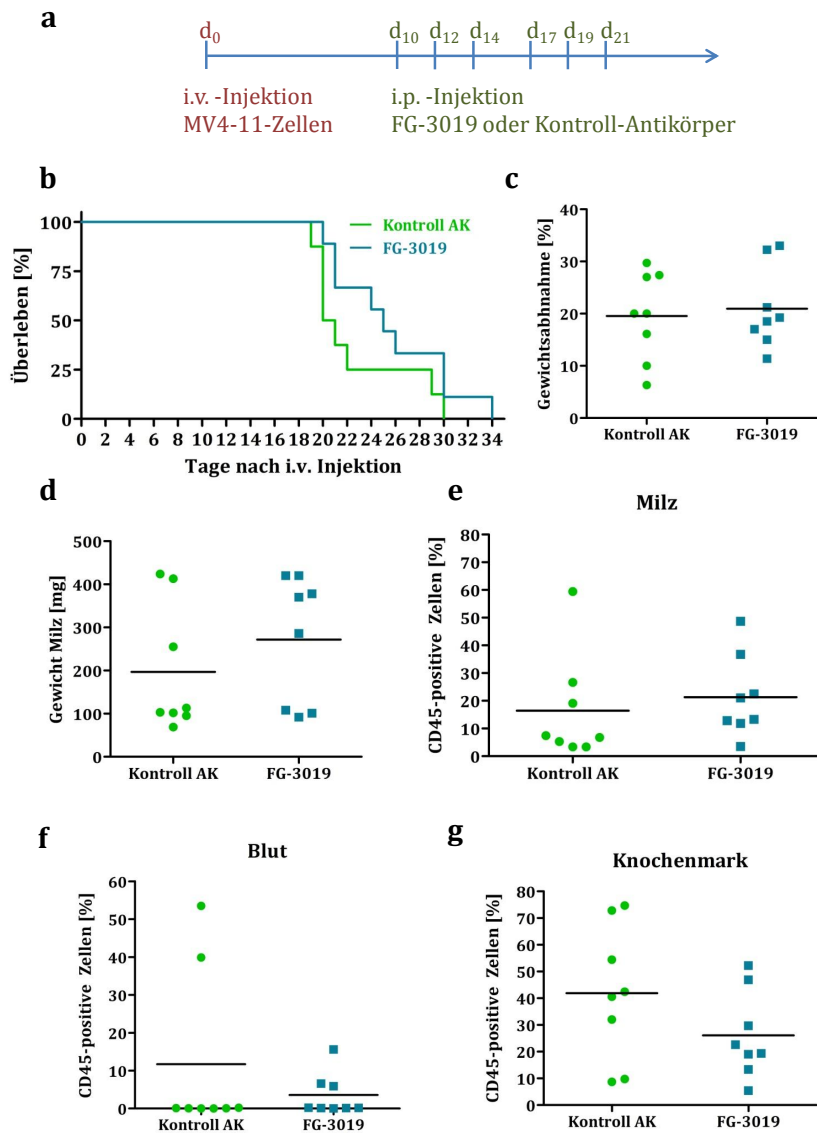 a
d0 d10 d12 d14 d17 d19 d21
i.v. -Injektion
MV4-11-Zellen
i.p. -Injektion
FG-3019 oder Kontroll-Antikörper
b
Überleben [%]
100
75
50
25
0
Kontroll AK
FG-3019
0 2 4 6 8 10 12 14 16 18 20 22 24 26 28 30 32 34
Tage nach i.v. Injektion
c
Gewichtsabhnahme [%]
40
30
20
10
0
Kontroll AK FG-3019
d
Gewicht Milz [mg]
500
400
300
200
100
0
Kontroll AK FG-3019
e
Milz
CD45-positive Zellen [%]
80
70
60
50
40
30
20
10
0
Kontroll AK FG-3019
f
Blut
CD45-positive Zellen [%]
60
50
40
30
20
10
0
Kontroll AK FG-3019
g
Knochenmark
CD45-positive Zellen [%]
80
70
60
50
40
30
20
10
0
Kontroll AK FG-3019